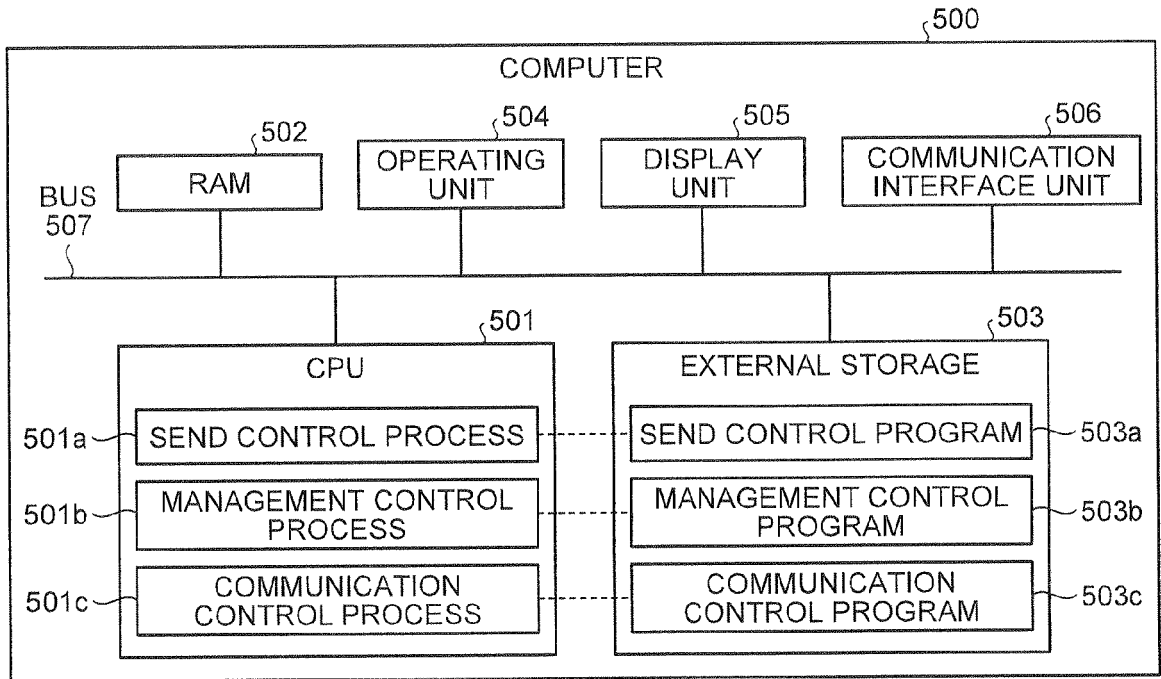 500
COMPUTER
502
504
505
506
RAM
OPERATING
UNIT
DISPLAY
UNIT
COMMUNICATION
INTERFACE UNIT
BUS
507
501
503
CPU
EXTERNAL STORAGE
501a
SEND CONTROL PROCESS
SEND CONTROL PROGRAM
503a
501b
MANAGEMENT CONTROL
PROCESS
MANAGEMENT CONTROL
PROGRAM
503b
501c
COMMUNICATION
CONTROL PROCESS
COMMUNICATION
CONTROL PROGRAM
503c